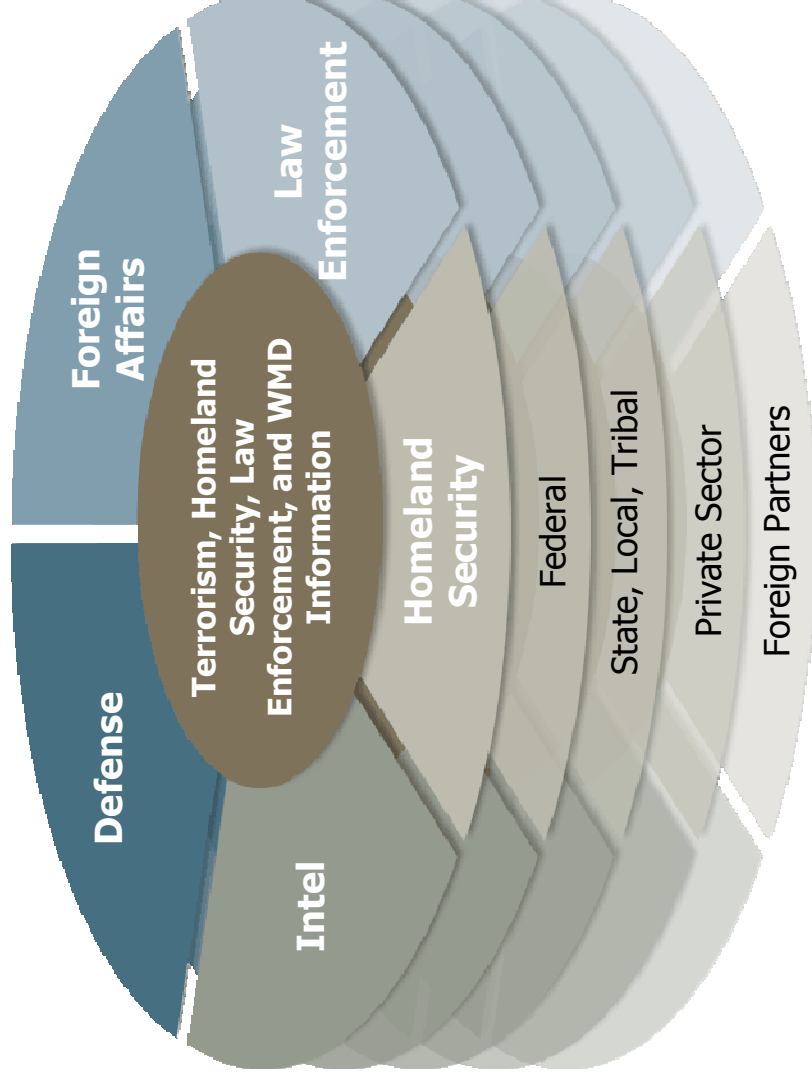 Defense
Foreign
Affairs
Terrorism, Homeland
Security, Law
Enforcement, and WMD
Information
Intel
Law
Enforcement
Homeland
Security
Federal
State, Local, Tribal
Private Sector
Foreign Partners